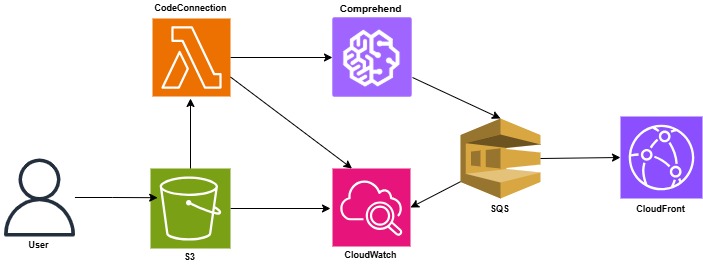 CodeConnection
Comprehend
User
S3
CloudWatch
SQS
CloudFront